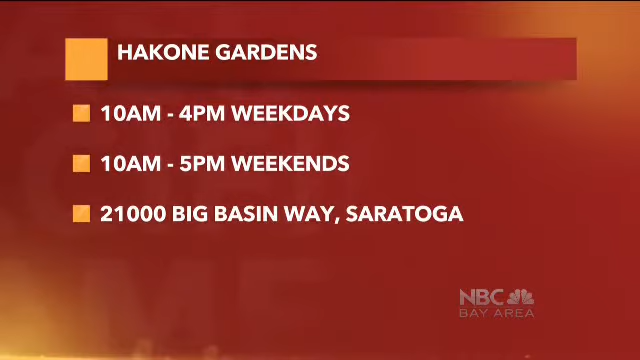 HAKONE GARDENS
10AM - 4PM WEEKDAYS
10AM - 5PM WEEKENDS
21000 BIG BASIN WAY, SARATOGA
NBC
BAY AREA